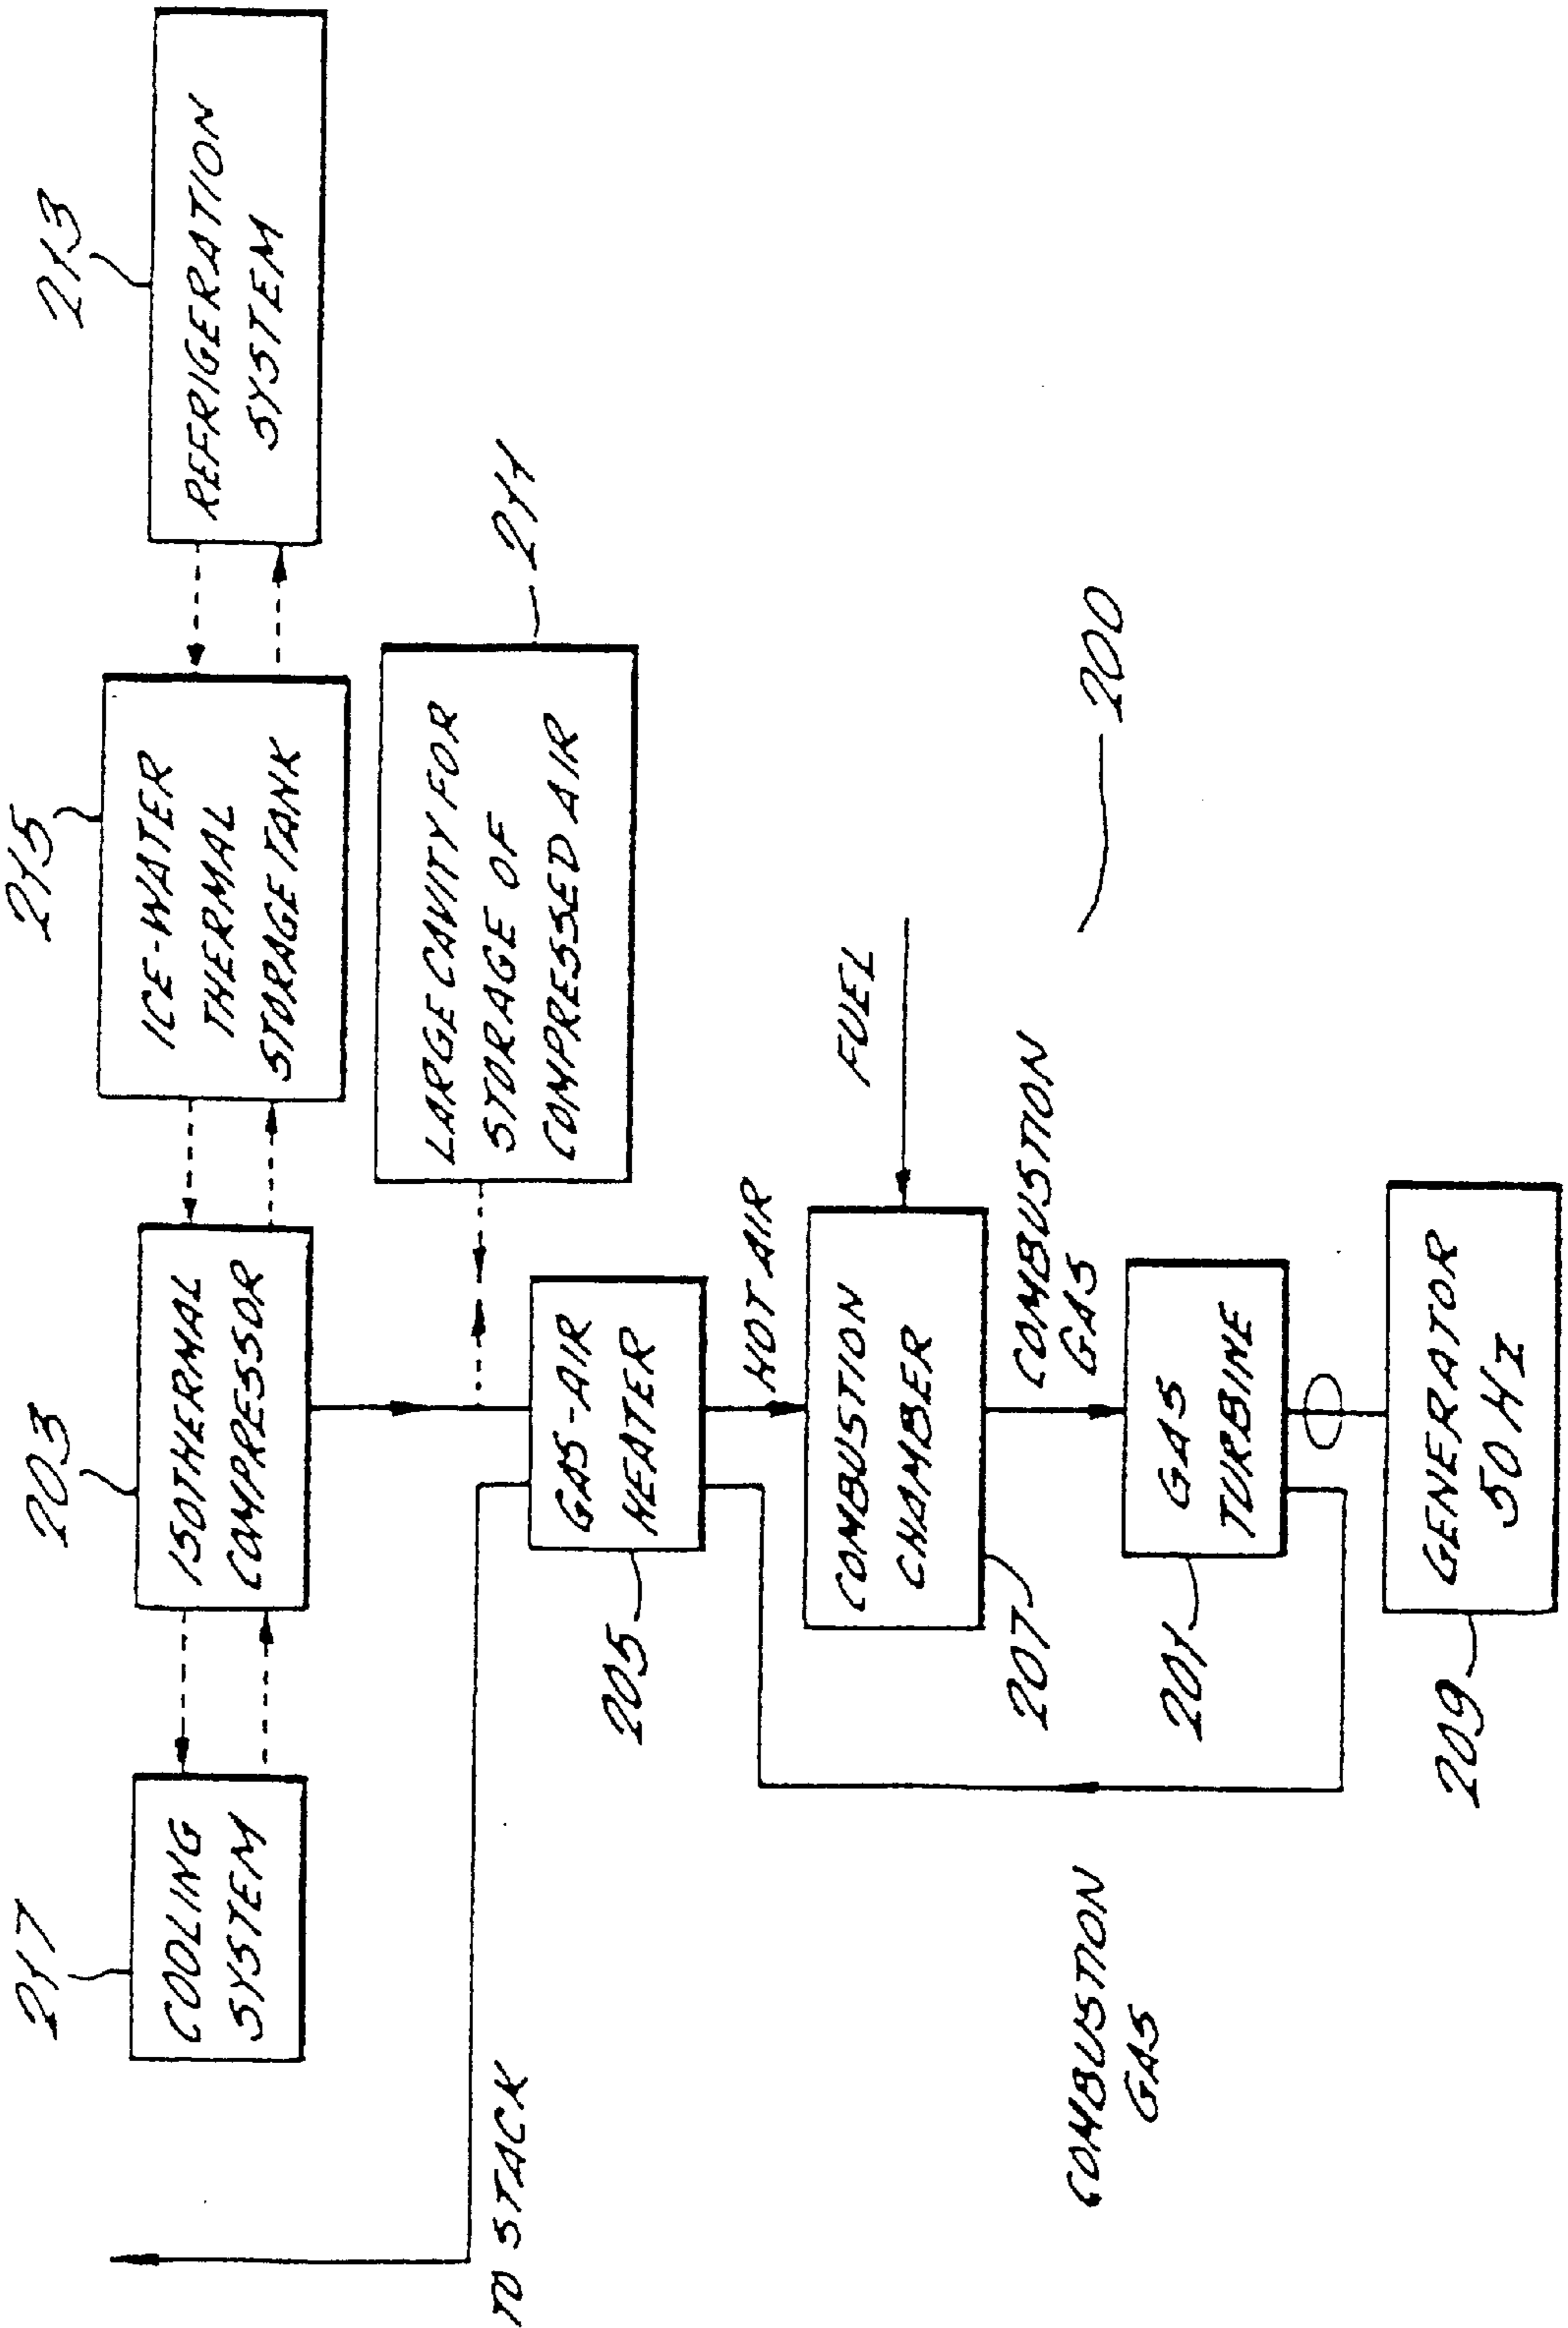 217
COOLING
SYSTEM
203
ISOTHERMAL
COMPRESSOR
215
ICE-WATER
THERMAL
STORAGE TANK
213
REFRIGERATION
SYSTEM
211
LARGE CAVITY FOR
STORAGE OF
COMPRESSED AIR
TO STACK
205
GAS-AIR
HEATER
HOT AIR
FUEL
207
COMBUSTION
CHAMBER
COMBUSTION
GAS
200
201
GAS
TURBINE
COMBUSTION
GAS
209
GENERATOR
50 Hz